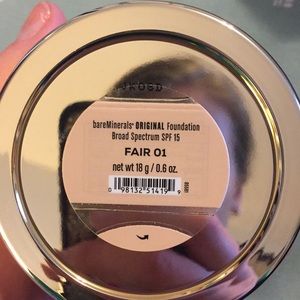 bareMinerals® ORIGINAL Foundation
Broad Spectrum SPF 15
FAIR 01
net wt 18 g / 0.6 oz.
0 98132 51419 9